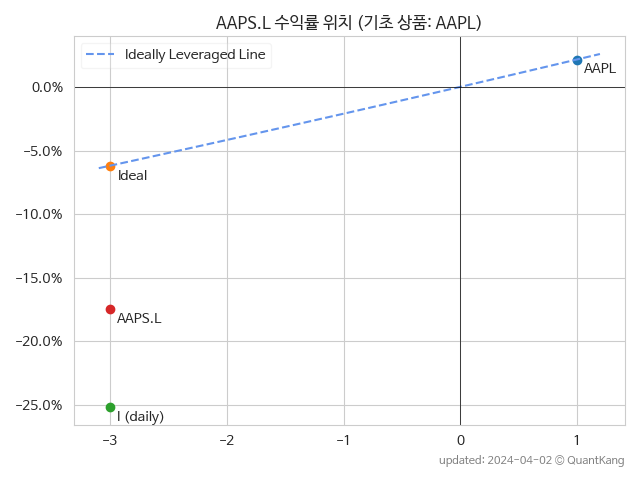 AAPS.L 수익률 위치 (기초 상품: AAPL)
Ideally Leveraged Line
AAPL
0.0%
−5.0%
Ideal
−10.0%
−15.0%
AAPS.L
−20.0%
−25.0%
I (daily)
−3 −2 −1 0 1
updated: 2024-04-02 © QuantKang